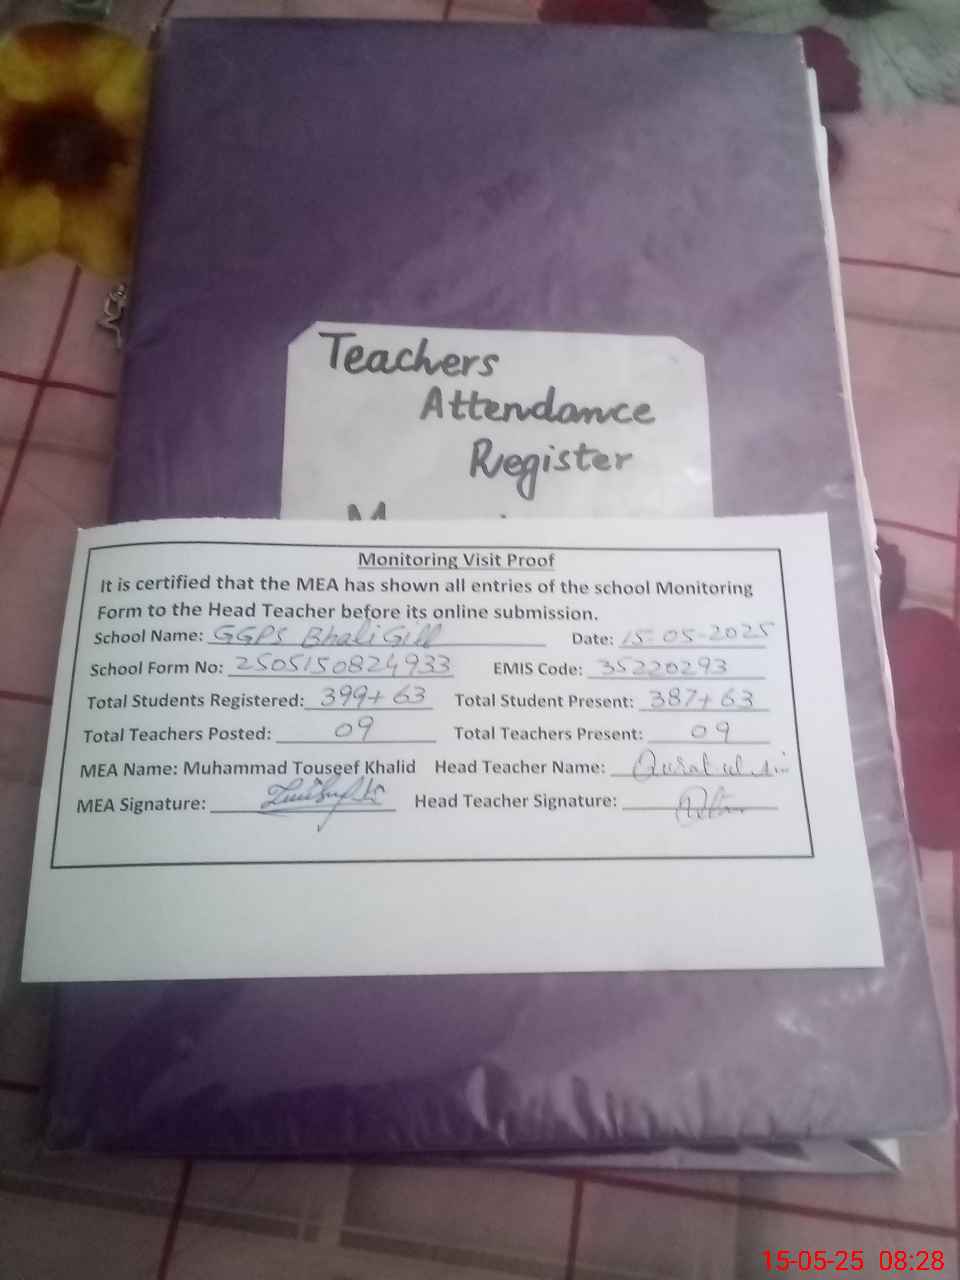 Teachers
Attendance
Register
Monitoring Visit Proof
It is certified that the MEA has shown all entries of the school Monitoring
Form to the Head Teacher before its online submission.
School Name: GGPS Bhali Gill Date: 15-05-2025
School Form No: 2505150824933 EMIS Code: 35220293
Total Students Registered: 399+ 63 Total Student Present: 387+ 63
Total Teachers Posted: 09 Total Teachers Present: 09
MEA Name: Muhammad Touseef Khalid Head Teacher Name: Qurat ul
MEA Signature: Head Teacher Signature:
15-05-25 08:28